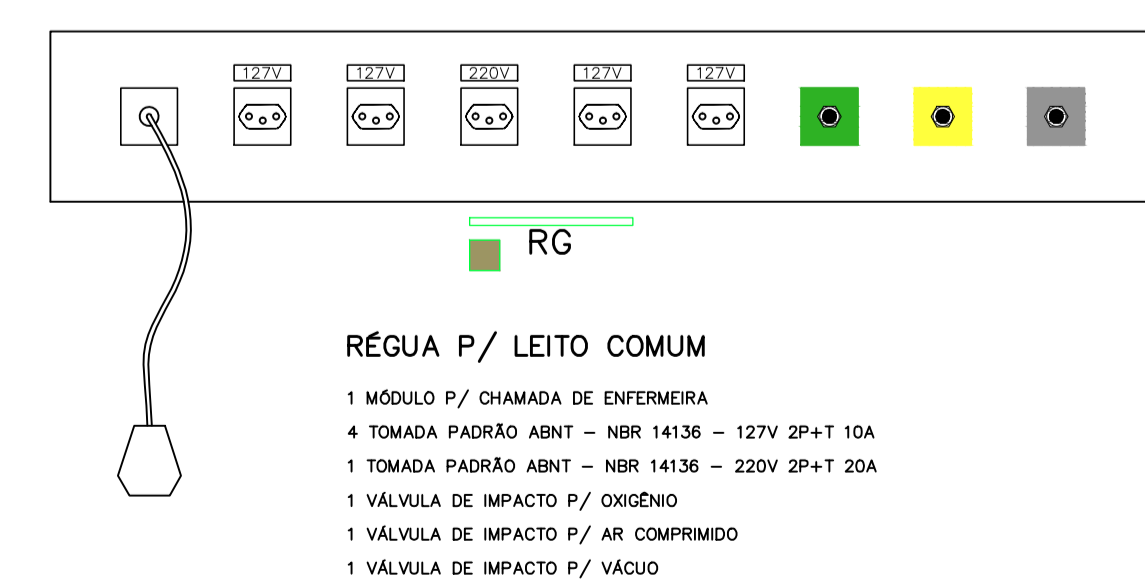 127V 127V 220V 127V 127V
RG
RÉGUA P/ LEITO COMUM
1 MÓDULO P/ CHAMADA DE ENFERMEIRA
4 TOMADA PADRÃO ABNT – NBR 14136 – 127V 2P+T 10A
1 TOMADA PADRÃO ABNT – NBR 14136 – 220V 2P+T 20A
1 VÁLVULA DE IMPACTO P/ OXIGÊNIO
1 VÁLVULA DE IMPACTO P/ AR COMPRIMIDO
1 VÁLVULA DE IMPACTO P/ VÁCUO